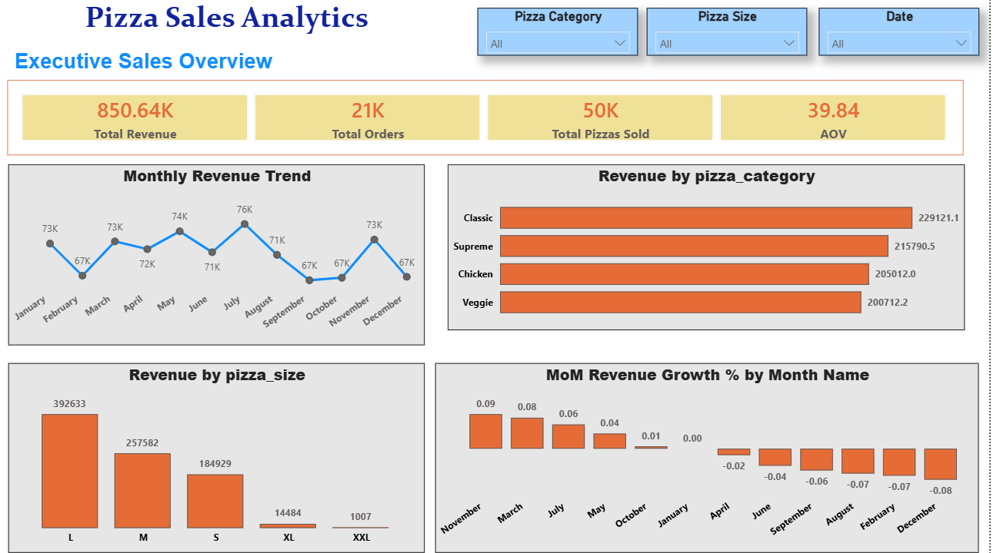 Pizza Sales Analytics
Executive Sales Overview
Pizza Category
All
Pizza Size
All
Date
All
850.64K
Total Revenue
21K
Total Orders
50K
Total Pizzas Sold
39.84
AOV
Monthly Revenue Trend
73K
67K
73K
72K
74K
71K
76K
71K
67K
67K
73K
67K
January
February
March
April
May
June
July
August
September
October
November
December
Revenue by pizza_category
Classic
229121.1
Supreme
215790.5
Chicken
205012.0
Veggie
200712.2
Revenue by pizza_size
392633
257582
184929
14484
1007
L
M
S
XL
XXL
MoM Revenue Growth % by Month Name
0.09
0.08
0.06
0.04
0.01
0.00
-0.02
-0.04
-0.06
-0.07
-0.07
-0.08
November
March
July
May
October
January
April
June
September
August
February
December